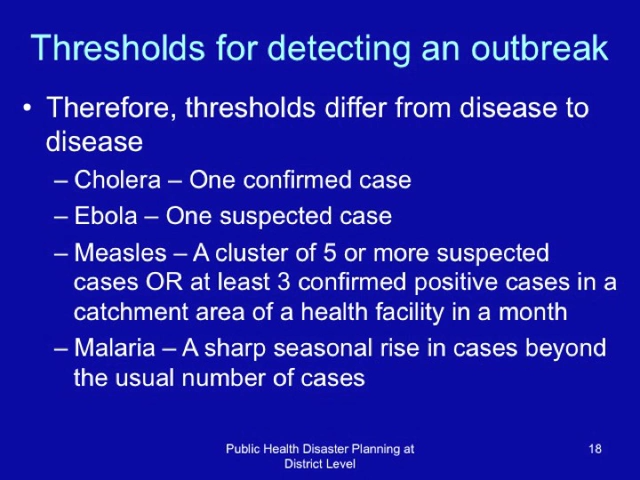 Thresholds for detecting an outbreak
• Therefore, thresholds differ from disease to
disease
– Cholera – One confirmed case
– Ebola – One suspected case
– Measles – A cluster of 5 or more suspected
cases OR at least 3 confirmed positive cases in a
catchment area of a health facility in a month
– Malaria – A sharp seasonal rise in cases beyond
the usual number of cases
Public Health Disaster Planning at
District Level
18